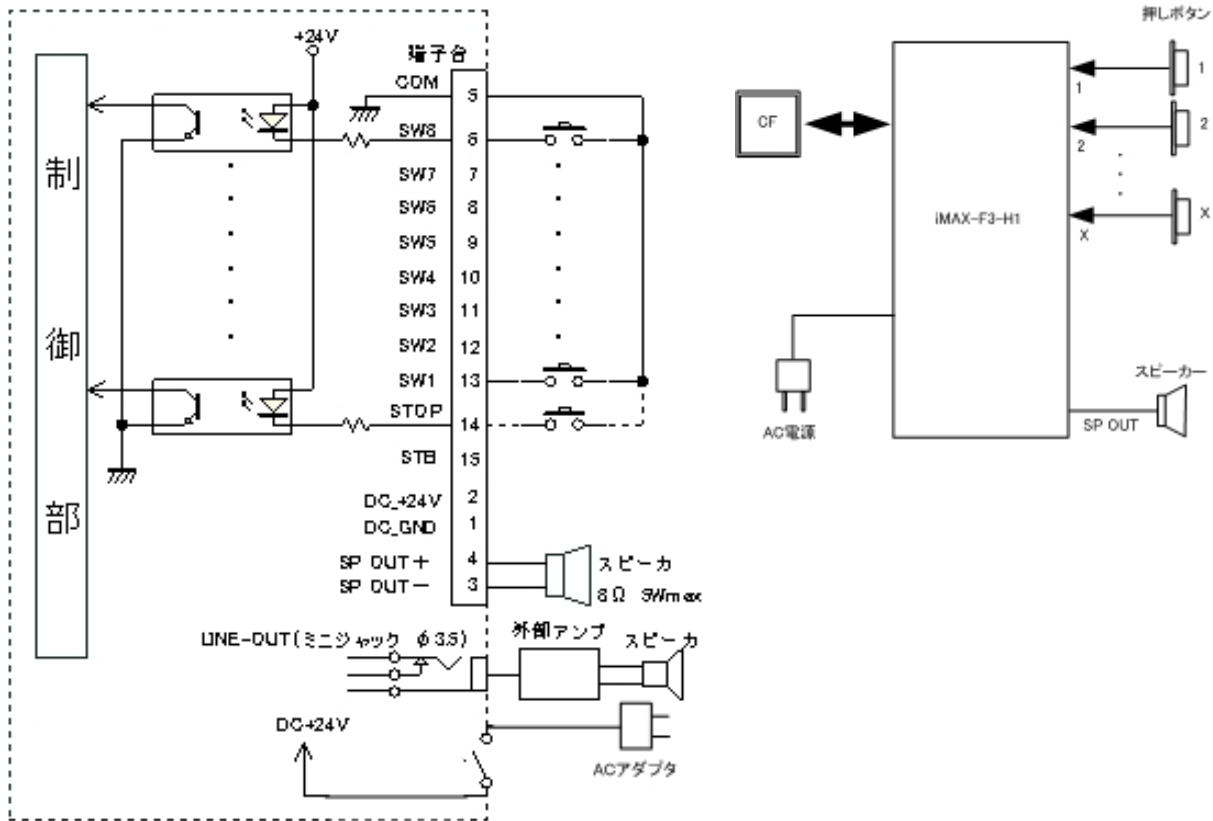 +24V
端子台
制御部
COM 5
SW8 6
SW7 7
SW6 8
SW5 9
SW4 10
SW3 11
SW2 12
SW1 13
STOP 14
STB 15
DC_+24V 2
DC_GND 1
SP OUT+ 4
SP OUT- 3
スピーカ
8Ω 9Wmax
LINE-OUT(ミニジャック φ3.5)
外部アンプ
スピーカ
DC+24V
ACアダプタ
押しボタン
CF
iMAX-F3-H1
1 1
2 2
X X
AC電源
スピーカー
SP OUT